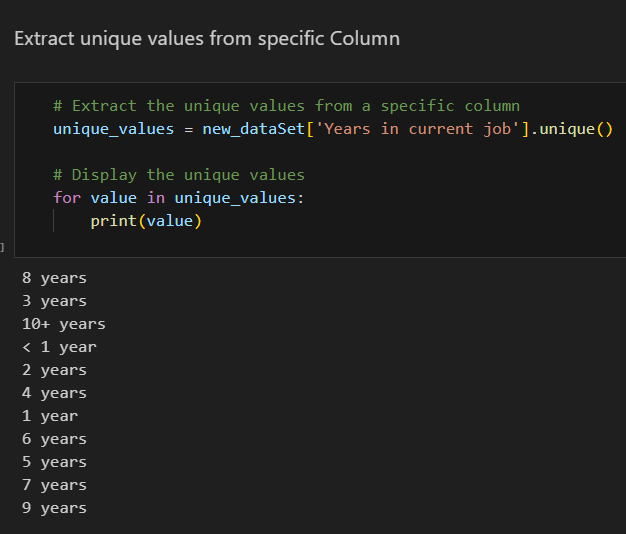 Extract unique values from specific Column
# Extract the unique values from a specific column
unique_values = new_dataSet['Years in current job'].unique()
# Display the unique values
for value in unique_values:
print(value)
]
8 years
3 years
10+ years
< 1 year
2 years
4 years
1 year
6 years
5 years
7 years
9 years